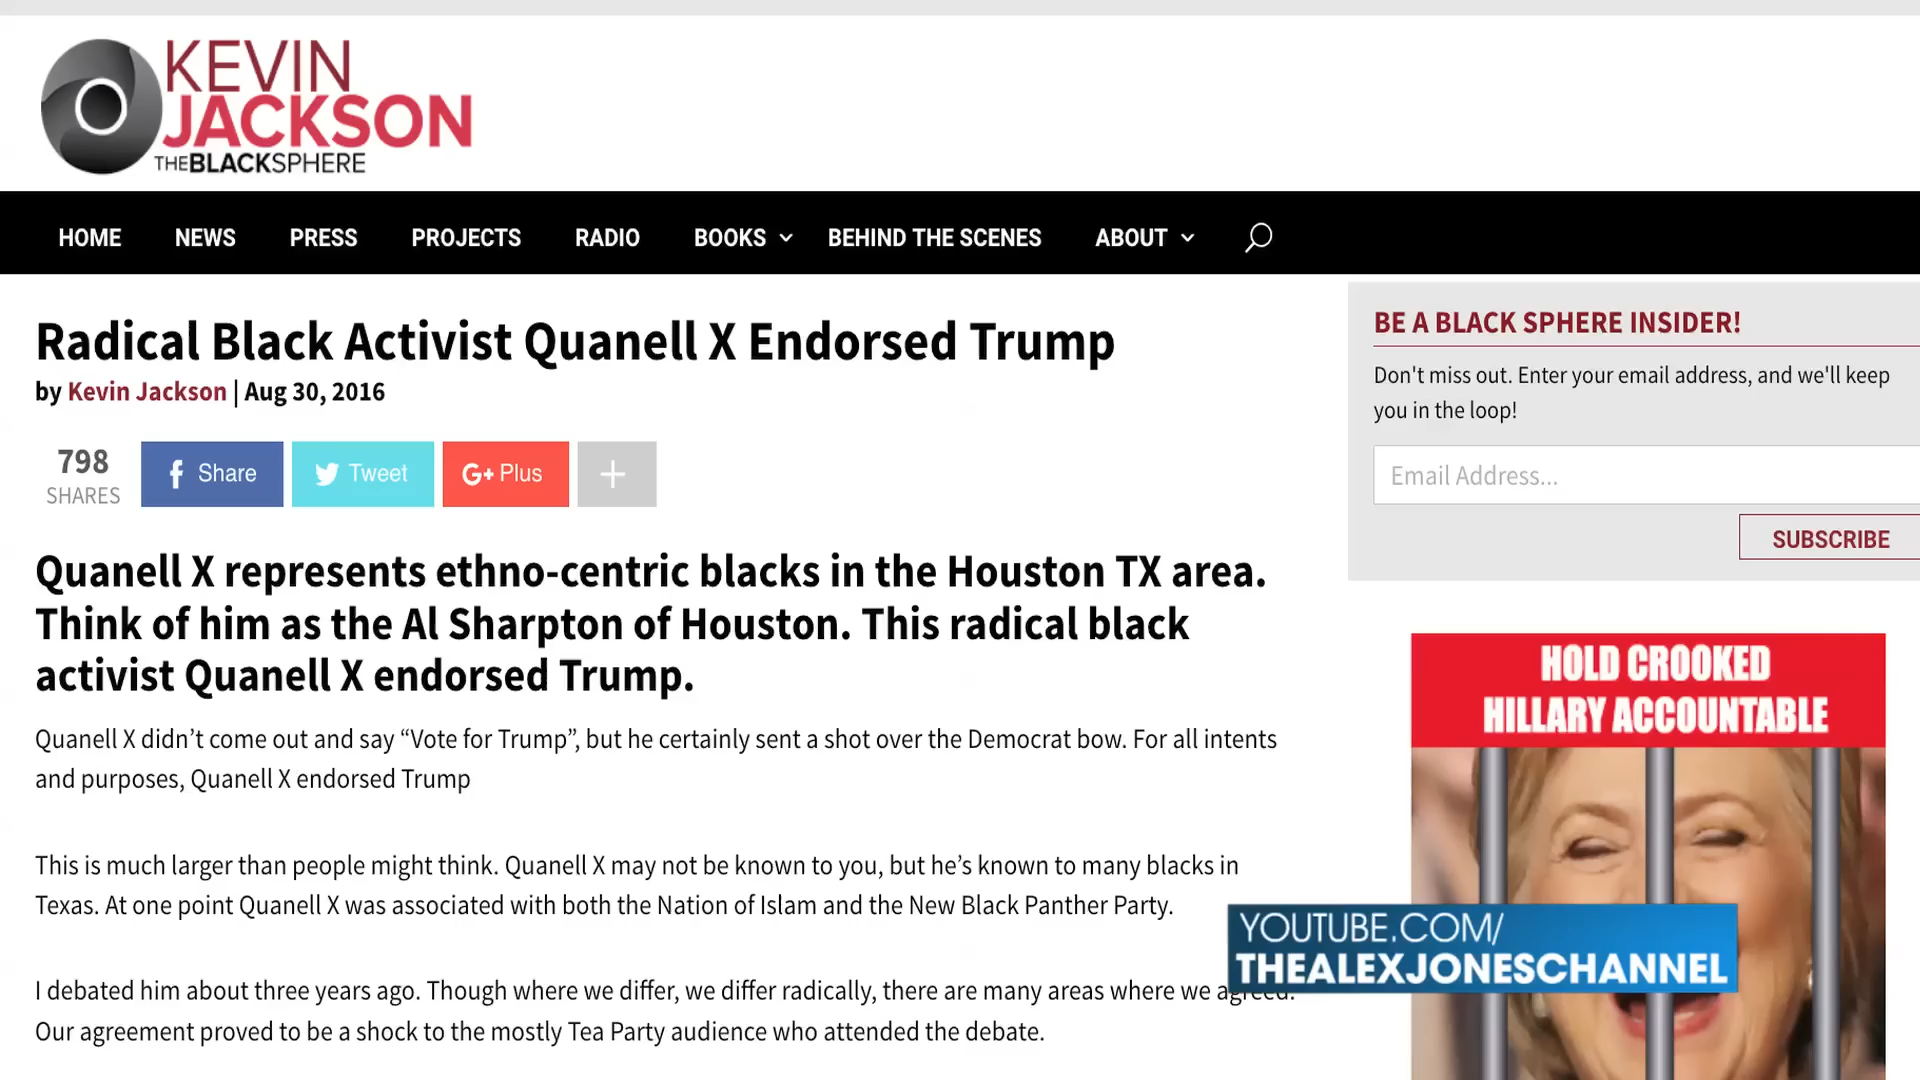 KEVIN
JACKSON
THEBLACKSPHERE
HOME NEWS PRESS PROJECTS RADIO BOOKS BEHIND THE SCENES ABOUT
Radical Black Activist Quanell X Endorsed Trump
by Kevin Jackson | Aug 30, 2016
798
SHARES
Share
Tweet
G+ Plus
Quanell X represents ethno-centric blacks in the Houston TX area.
Think of him as the Al Sharpton of Houston. This radical black
activist Quanell X endorsed Trump.
Quanell X didn’t come out and say “Vote for Trump”, but he certainly sent a shot over the Democrat bow. For all intents
and purposes, Quanell X endorsed Trump
This is much larger than people might think. Quanell X may not be known to you, but he’s known to many blacks in
Texas. At one point Quanell X was associated with both the Nation of Islam and the New Black Panther Party.
I debated him about three years ago. Though where we differ, we differ radically, there are many areas where we agreed.
Our agreement proved to be a shock to the mostly Tea Party audience who attended the debate.
BE A BLACK SPHERE INSIDER!
Don't miss out. Enter your email address, and we'll keep
you in the loop!
Email Address...
SUBSCRIBE
HOLD CROOKED
HILLARY ACCOUNTABLE
YOUTUBE.COM/
THEALEXJONESCHANNEL